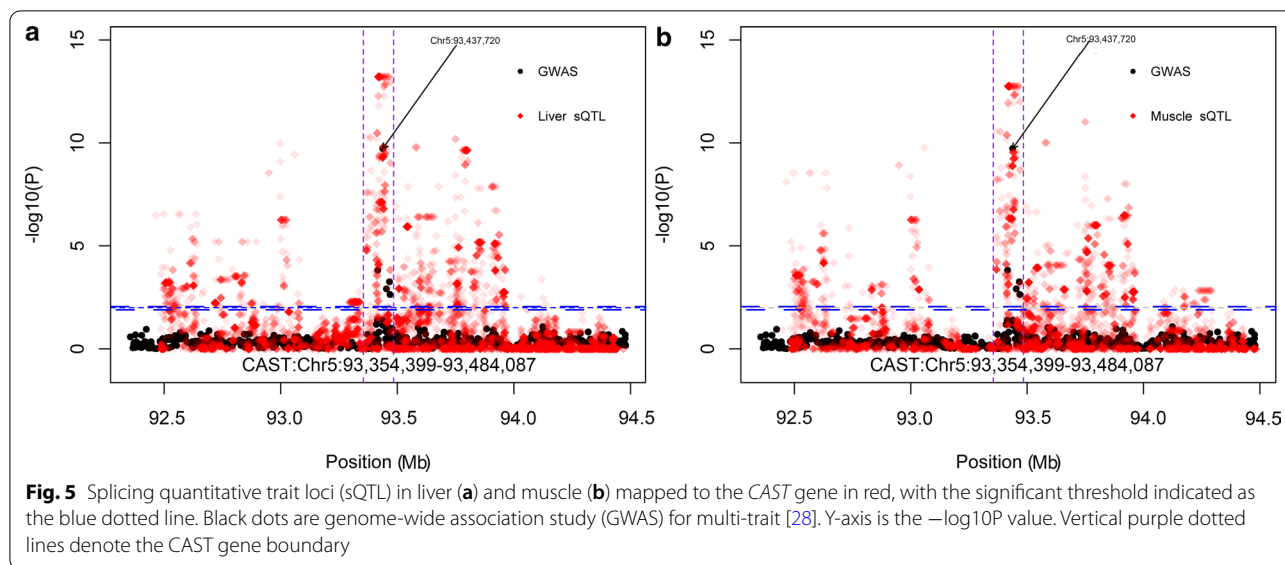 a
Chr5:93,437,720
GWAS
Liver sQTL
-log10(P)
15
10
5
0
CAST:Chr5:93,354,399-93,484,087
92.5 93.0 93.5 94.0 94.5
Position (Mb)
b
Chr5:93,437,720
GWAS
Muscle sQTL
-log10(P)
15
10
5
0
CAST:Chr5:93,354,399-93,484,087
92.5 93.0 93.5 94.0 94.5
Position (Mb)
Fig. 5 Splicing quantitative trait loci (sQTL) in liver (a) and muscle (b) mapped to the CAST gene in red, with the significant threshold indicated as
the blue dotted line. Black dots are genome-wide association study (GWAS) for multi-trait [28]. Y-axis is the −log10P value. Vertical purple dotted
lines denote the CAST gene boundary